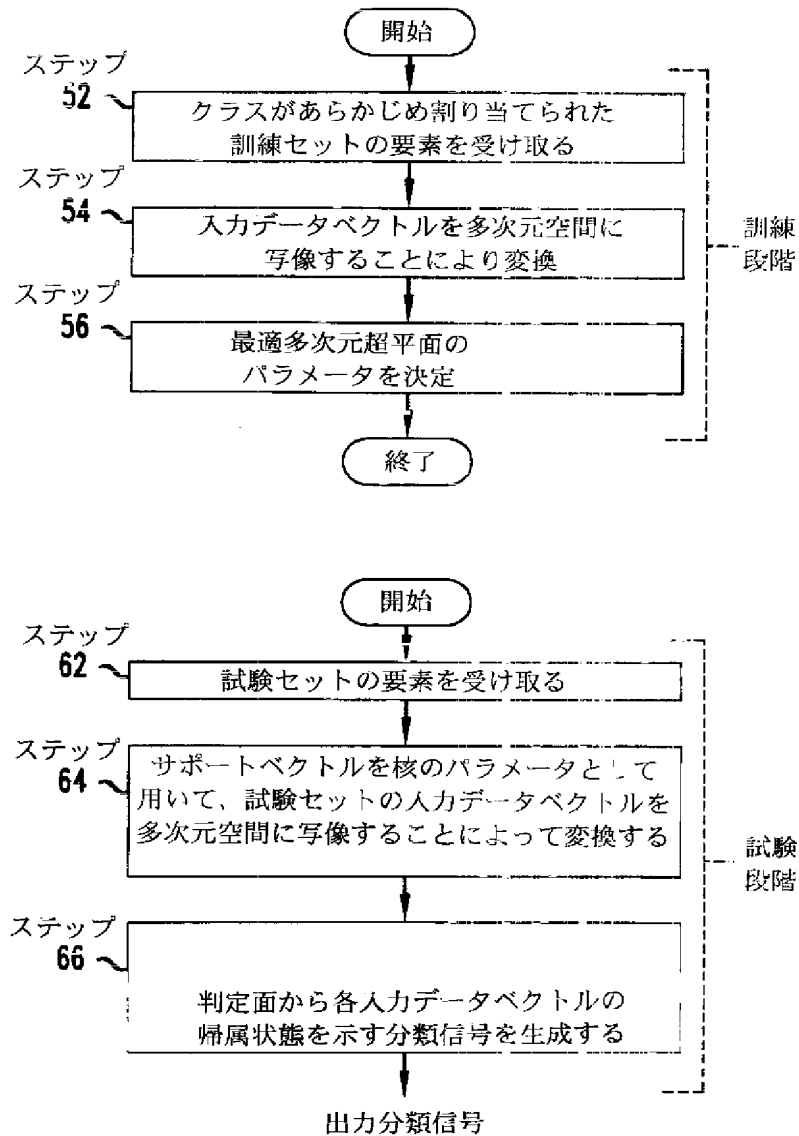 開始
ステップ
52
クラスがあらかじめ割り当てられた
訓練セットの要素を受け取る
ステップ
54
入力データベクトルを多次元空間に
写像することにより変換
訓練
段階
ステップ
56
最適多次元超平面の
パラメータを決定
終了
開始
ステップ
62
試験セットの要素を受け取る
ステップ
64
サポートベクトルを核のパラメータとして
用いて、試験セットの入力データベクトルを
多次元空間に写像することによって変換する
試験
段階
ステップ
66
判定面から各入力データベクトルの
帰属状態を示す分類信号を生成する
出力分類信号